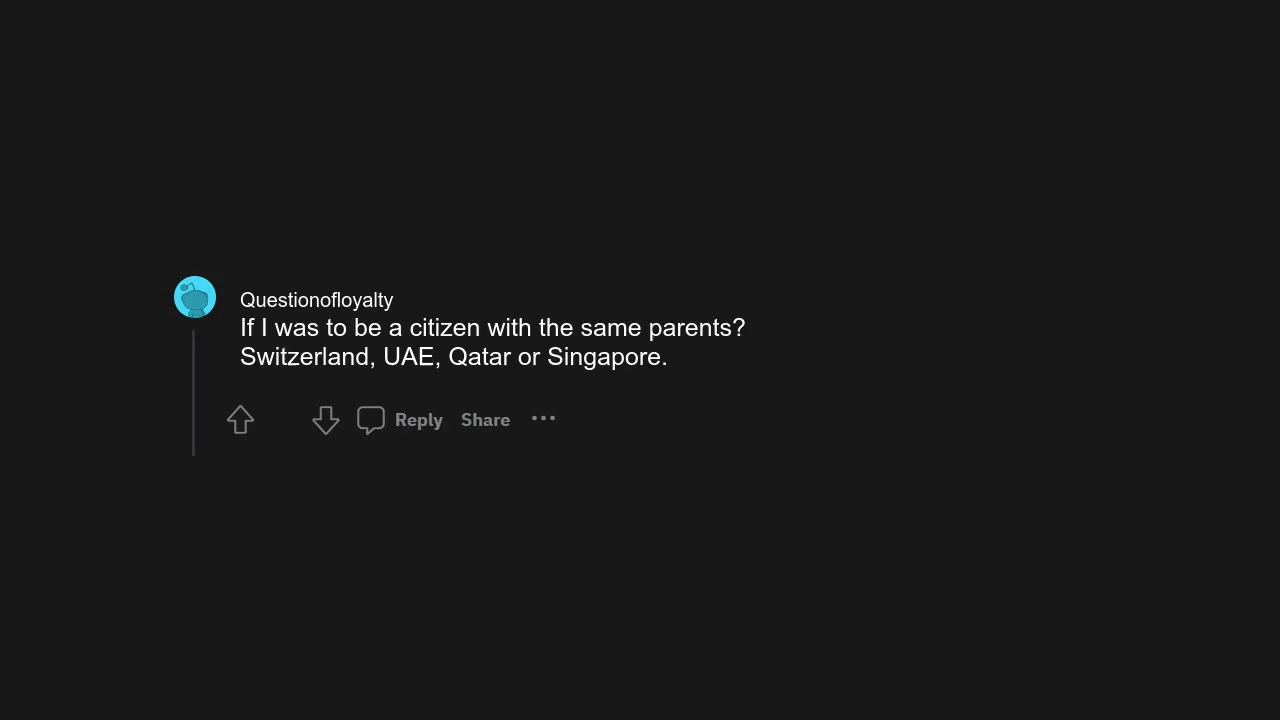 Questionofloyalty
If I was to be a citizen with the same parents?
Switzerland, UAE, Qatar or Singapore.
Reply Share